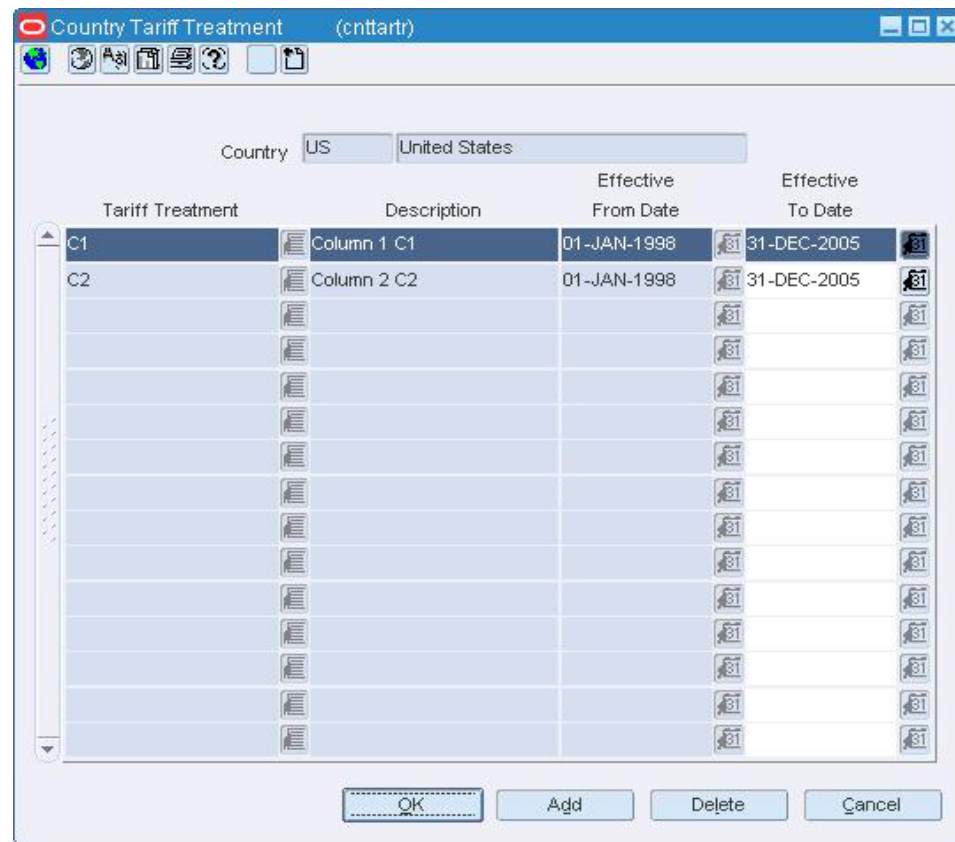 Country Tariff Treatment (cnttartr)
Country US United States
Effective Effective
Tariff Treatment Description From Date To Date
C1 Column 1 C1 01-JAN-1998 31-DEC-2005
C2 Column 2 C2 01-JAN-1998 31-DEC-2005
OK Add Delete Cancel